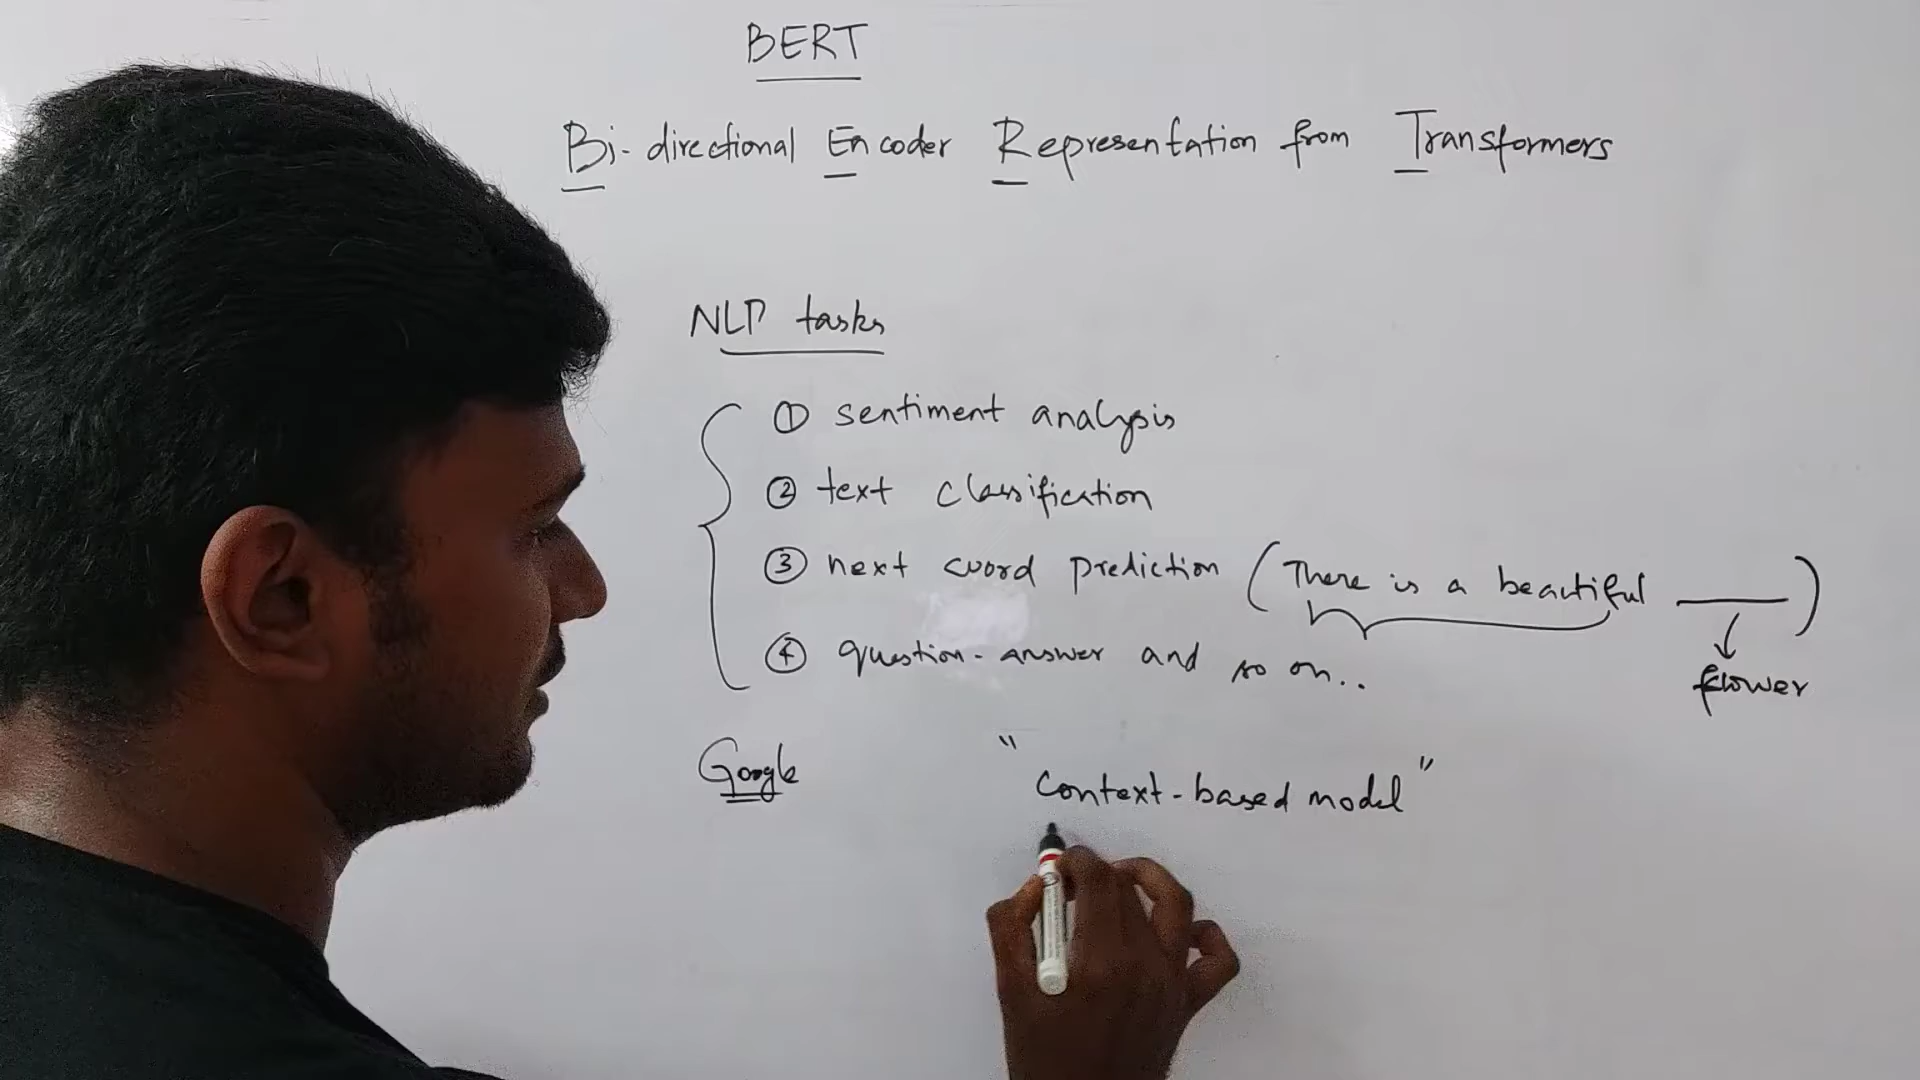 BERT
Bi-directional Encoder Representation from Transformers
NLP tasks
① sentiment analysis
② text classification
③ next word prediction (There is a beautiful ____)
flower
④ question-answer and so on..
Google
"context-based model"